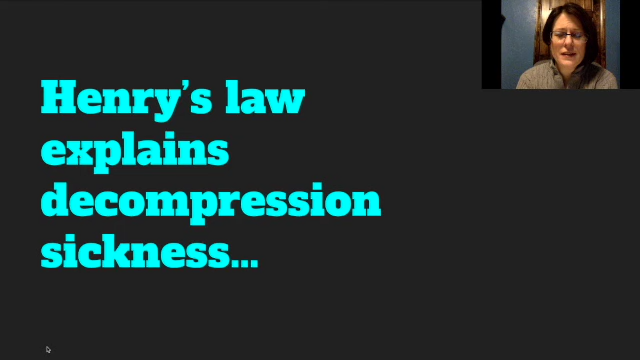 Henry’s law
explains
decompression
sickness...